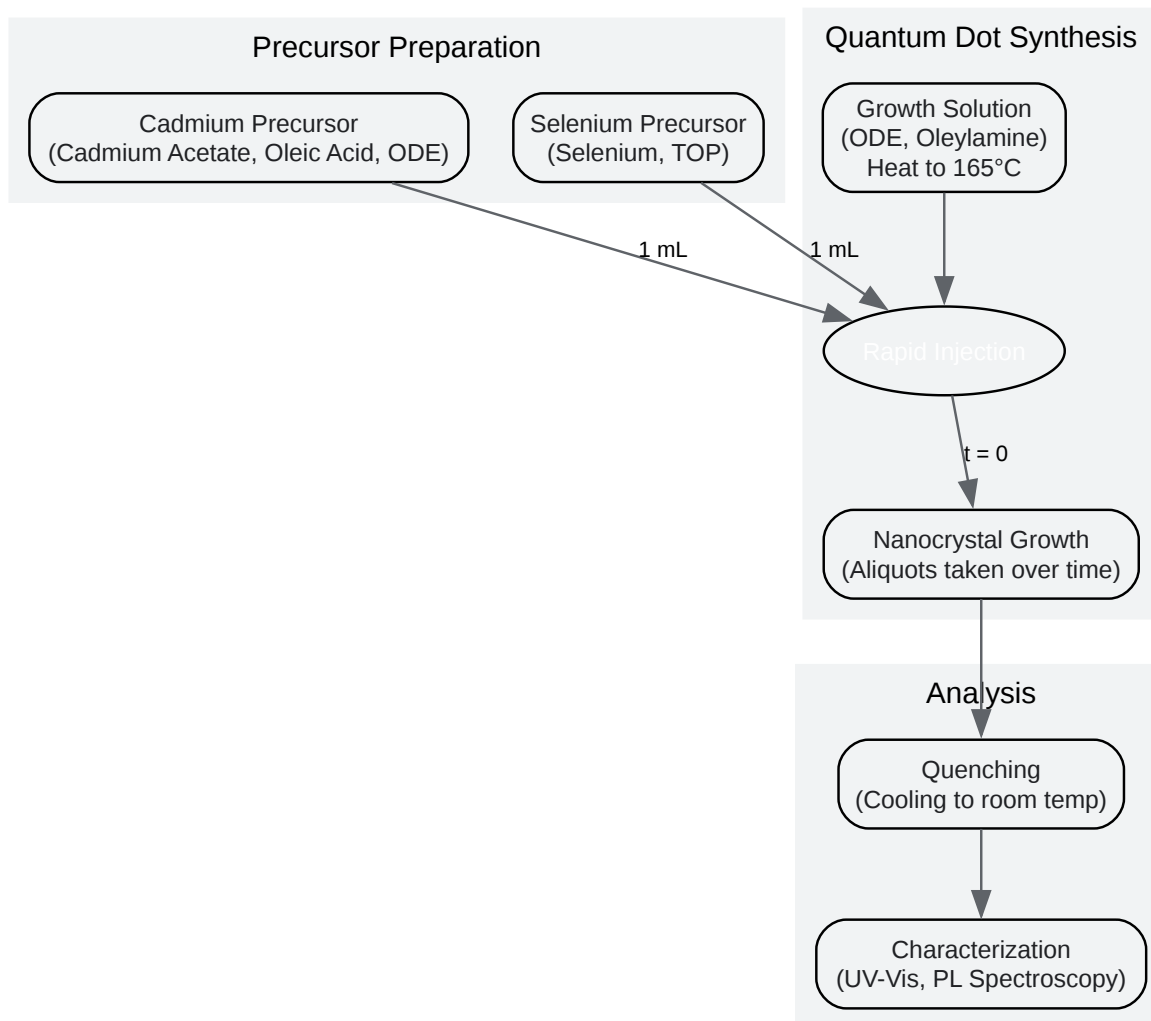 Precursor Preparation
Cadmium Precursor
(Cadmium Acetate, Oleic Acid, ODE)
Selenium Precursor
(Selenium, TOP)
Quantum Dot Synthesis
Growth Solution
(ODE, Oleylamine)
Heat to 165°C
1 mL
1 mL
Rapid Injection
t = 0
Nanocrystal Growth
(Aliquots taken over time)
Analysis
Quenching
(Cooling to room temp)
Characterization
(UV-Vis, PL Spectroscopy)